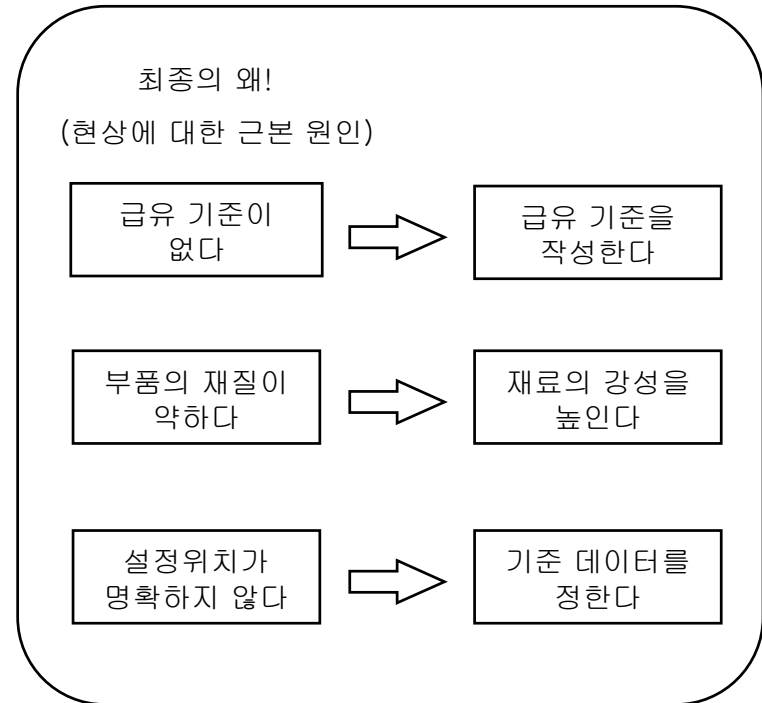 최종의 왜!
(현상에 대한 근본 원인)
급유 기준이
없다
급유 기준을
작성한다
부품의 재질이
약하다
재료의 강성을
높인다
설정위치가
명확하지 않다
기준 데이터를
정한다